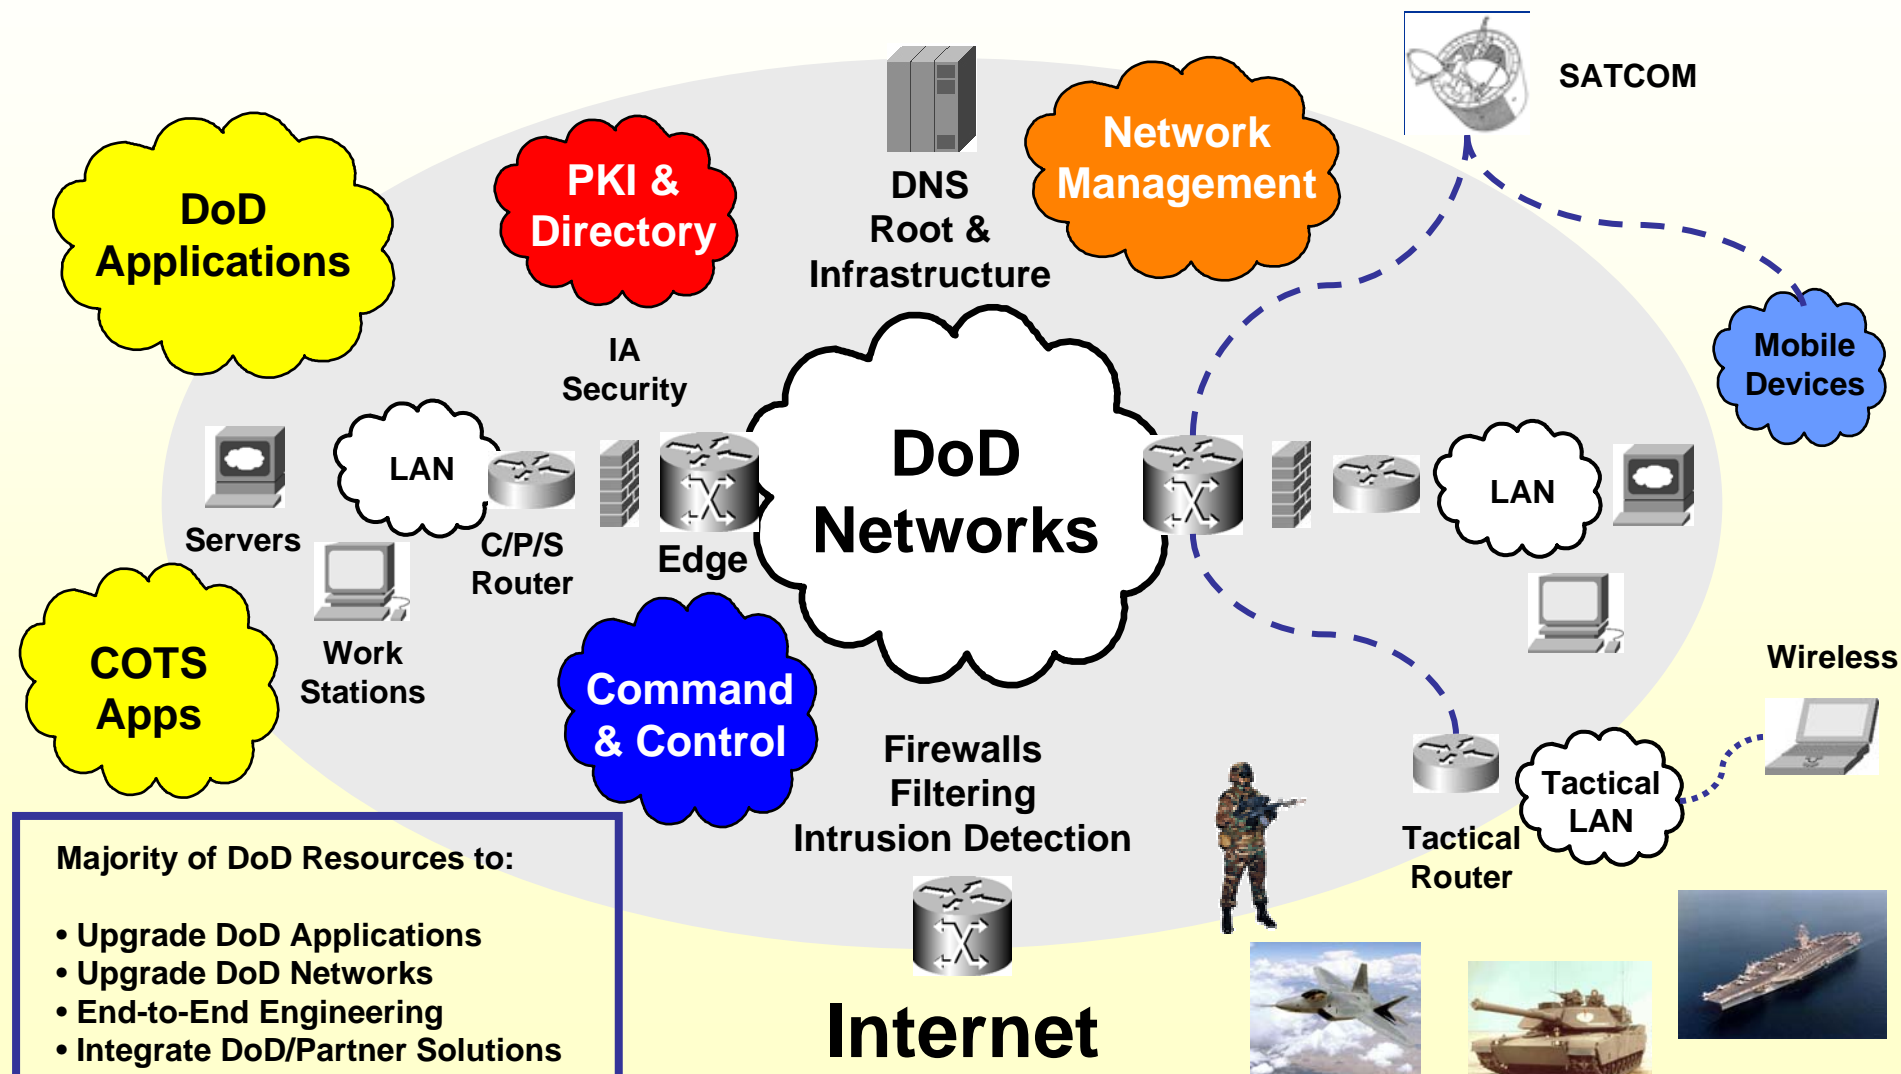 SATCOM
DoD
Applications
PKI &
Directory
DNS
Root &
Infrastructure
Network
Management
Mobile
Devices
IA
Security
LAN
Servers
C/P/S
Router
Edge
DoD
Networks
LAN
Work
Stations
COTS
Apps
Command
& Control
Wireless
Firewalls
Filtering
Intrusion Detection
Tactical
Router
Tactical
LAN
Internet
Majority of DoD Resources to:
• Upgrade DoD Applications
• Upgrade DoD Networks
• End-to-End Engineering
• Integrate DoD/Partner Solutions